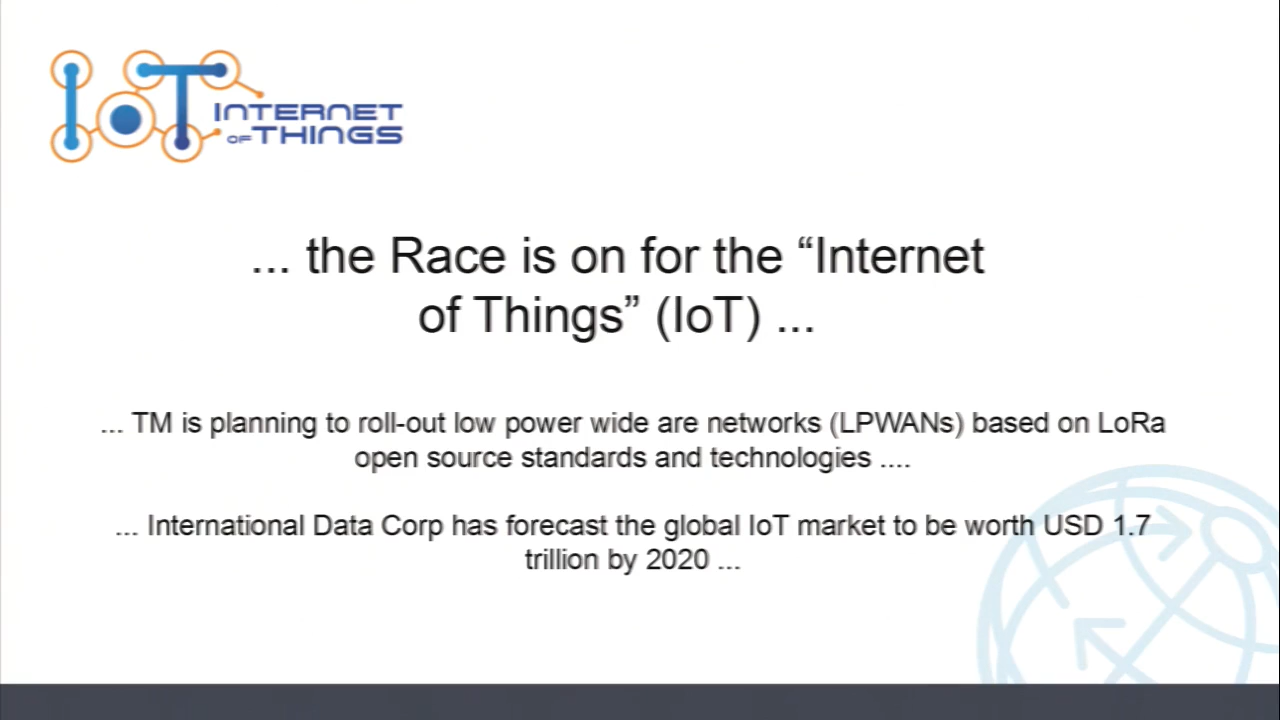 IoT INTERNET
OF THINGS
... the Race is on for the “Internet
of Things” (IoT) ...
... TM is planning to roll-out low power wide are networks (LPWANs) based on LoRa
open source standards and technologies ....
... International Data Corp has forecast the global IoT market to be worth USD 1.7
trillion by 2020 ...